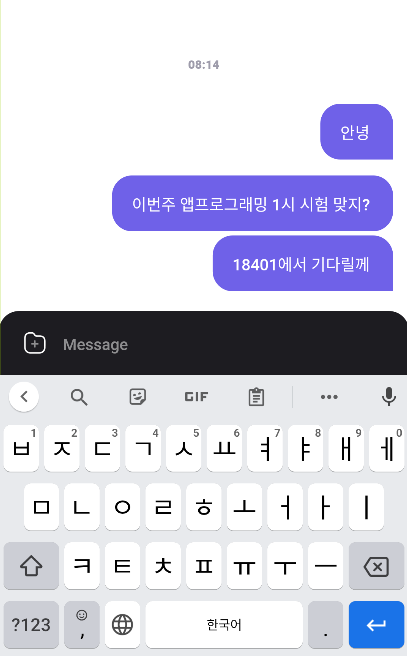 08:14
안녕
이번주 앱프로그래밍 1시 시험 맞지?
18401에서 기다릴께
Message
GIF
1 2 3 4 5 6 7 8 9 0
ㅂ ㅈ ㄷ ㄱ ㅅ ㅛ ㅕ ㅑ ㅐ ㅔ
ㅁ ㄴ ㅇ ㄹ ㅎ ㅗ ㅓ ㅏ ㅣ
ㅋ ㅌ ㅊ ㅍ ㅠ ㅜ ㅡ
?123 , 한국어 .